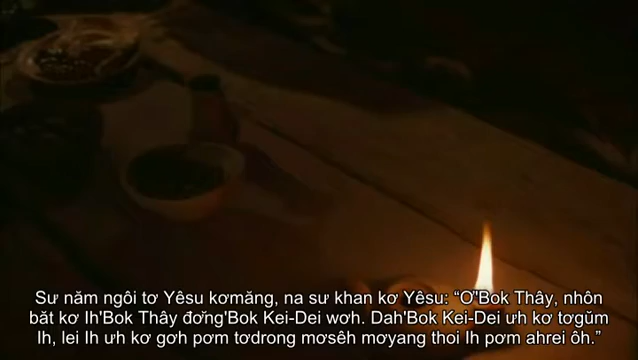 Sư năm ngôi tơ Yêsu kơmăng, na sư khan kơ Yêsu: “Ơ"Bok Thây, nhôn
băt kơ Ih'Bok Thây đơ̆ng'Bok Kei-Dei wơh. Dah'Bok Kei-Dei ưh kơ tơgŭm
Ih, lei Ih ưh kơ gơh pơm tơdrong mơsêh mơyang thoi Ih pơm ahrei ôh.”